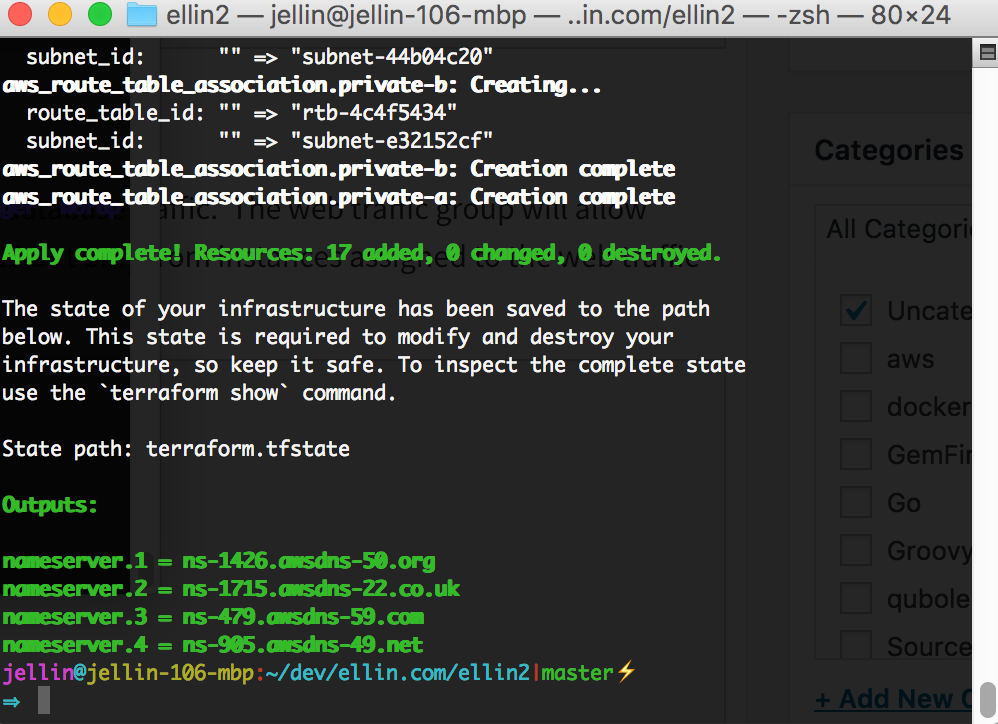 ellin2 — jellin@jellin-106-mbp — ..in.com/ellin2 — -zsh — 80×24
subnet_id: "" => "subnet-44b04c20"
aws_route_table_association.private-b: Creating...
route_table_id: "" => "rtb-4c4f5434"
subnet_id: "" => "subnet-e32152cf"
aws_route_table_association.private-b: Creation complete
aws_route_table_association.private-a: Creation complete
Apply complete! Resources: 17 added, 0 changed, 0 destroyed.
The state of your infrastructure has been saved to the path
below. This state is required to modify and destroy your
infrastructure, so keep it safe. To inspect the complete state
use the `terraform show` command.
State path: terraform.tfstate
Outputs:
nameserver.1 = ns-1426.awsdns-50.org
nameserver.2 = ns-1715.awsdns-22.co.uk
nameserver.3 = ns-479.awsdns-59.com
nameserver.4 = ns-905.awsdns-49.net
jellin@jellin-106-mbp:~/dev/ellin.com/ellin2|master⚡
⇒
The web traffic group will allow
instances assigned to the web traffic
Categories
All Categori
Uncate
aws
docker
GemFir
Go
Groovy
qubole
Source
+ Add New C